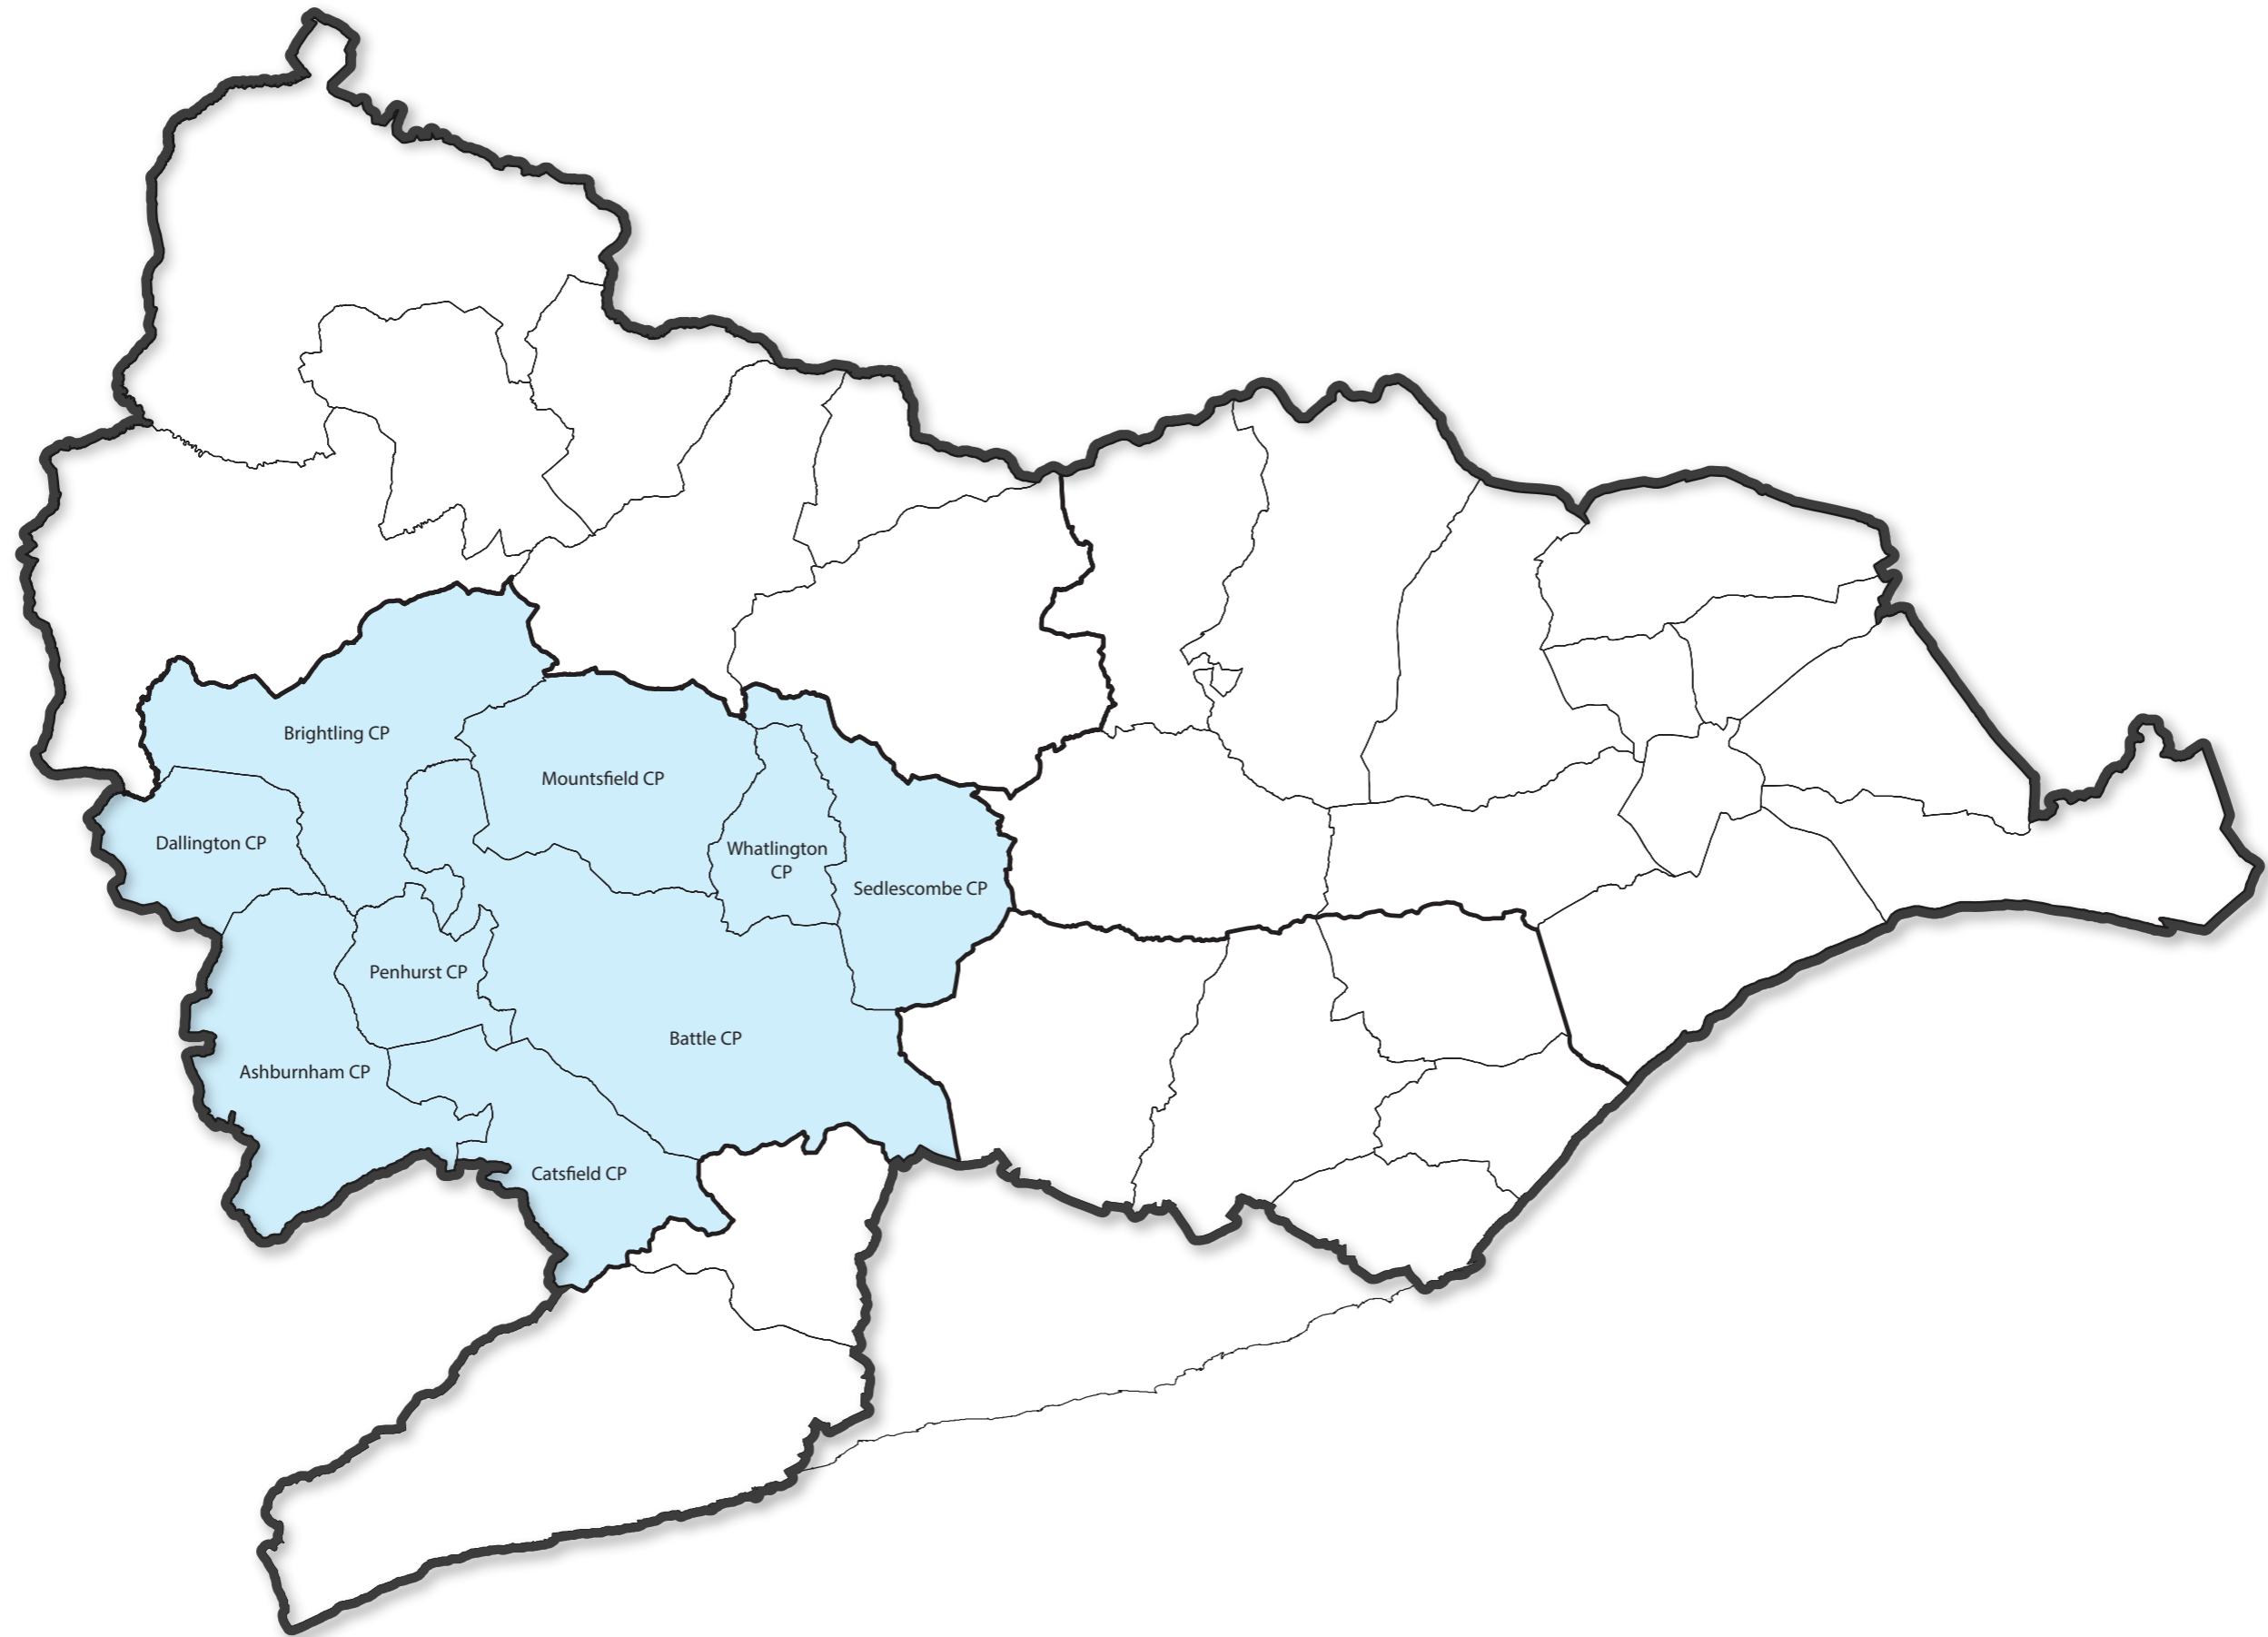 Brightling CP
Mountsfield CP
Dallington CP
Whatlington
CP
Sedlescombe CP
Penhurst CP
Battle CP
Ashburnham CP
Catsfield CP